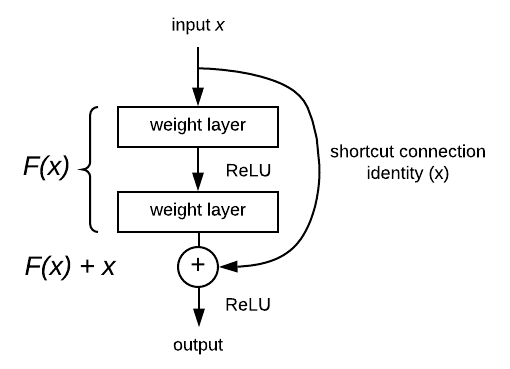 input x
weight layer
F(x)
ReLU
shortcut connection
identity (x)
weight layer
F(x) + x
+
ReLU
output